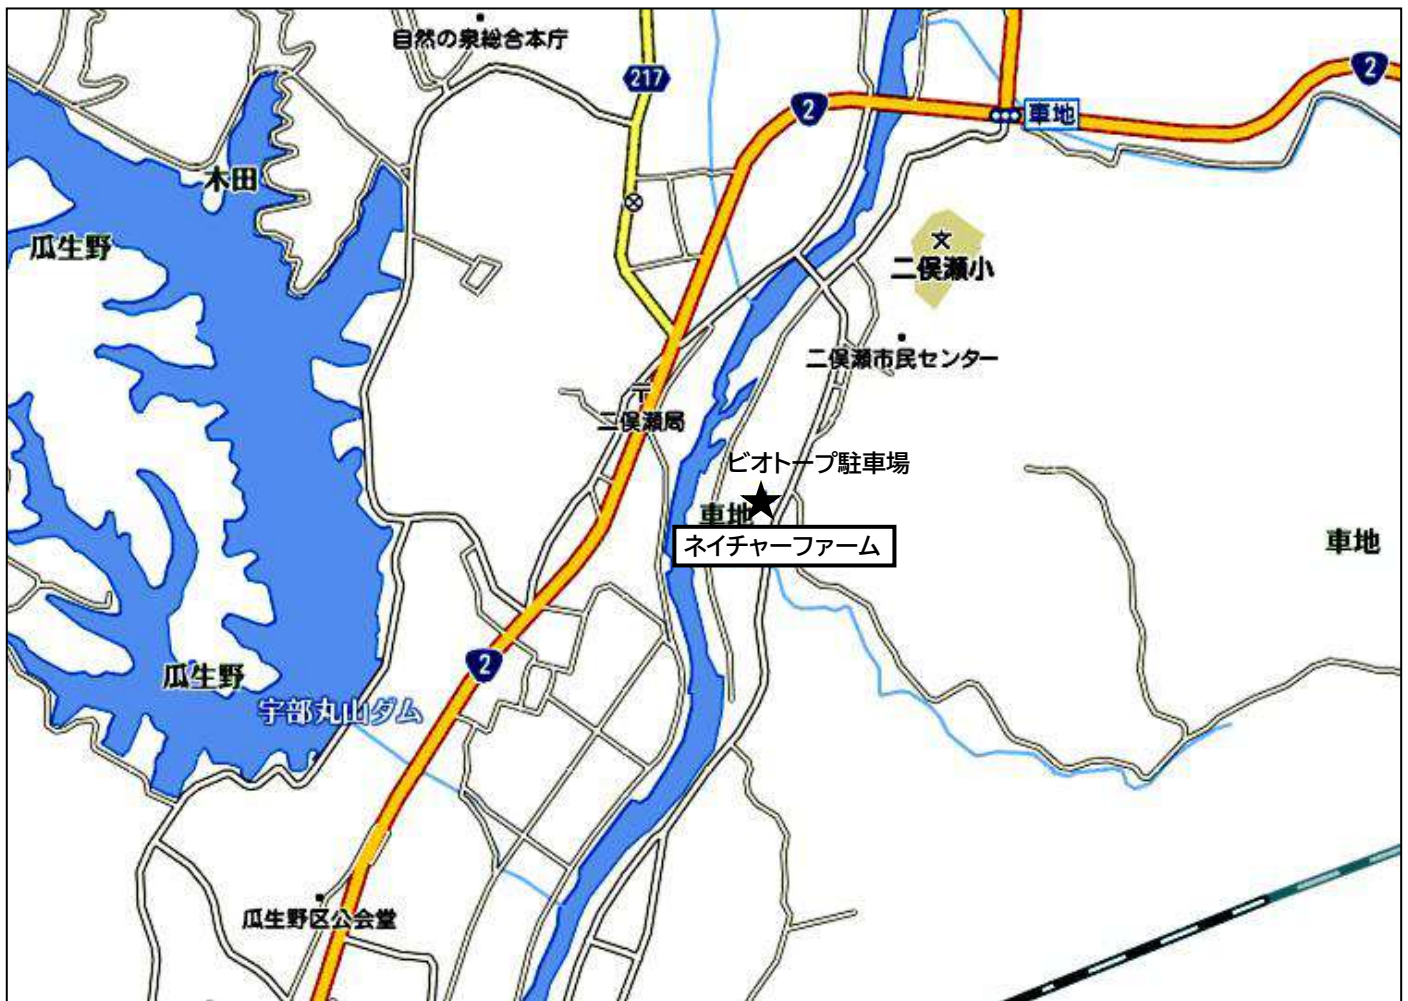 自然の泉総合本庁
217
2
2
車地
木田
瓜生野
二俣瀬小
二俣瀬市民センター
二俣瀬局
ビオトープ駐車場
車地
ネイチャーファーム
車地
2
瓜生野
宇部丸山ダム
瓜生野区公会堂